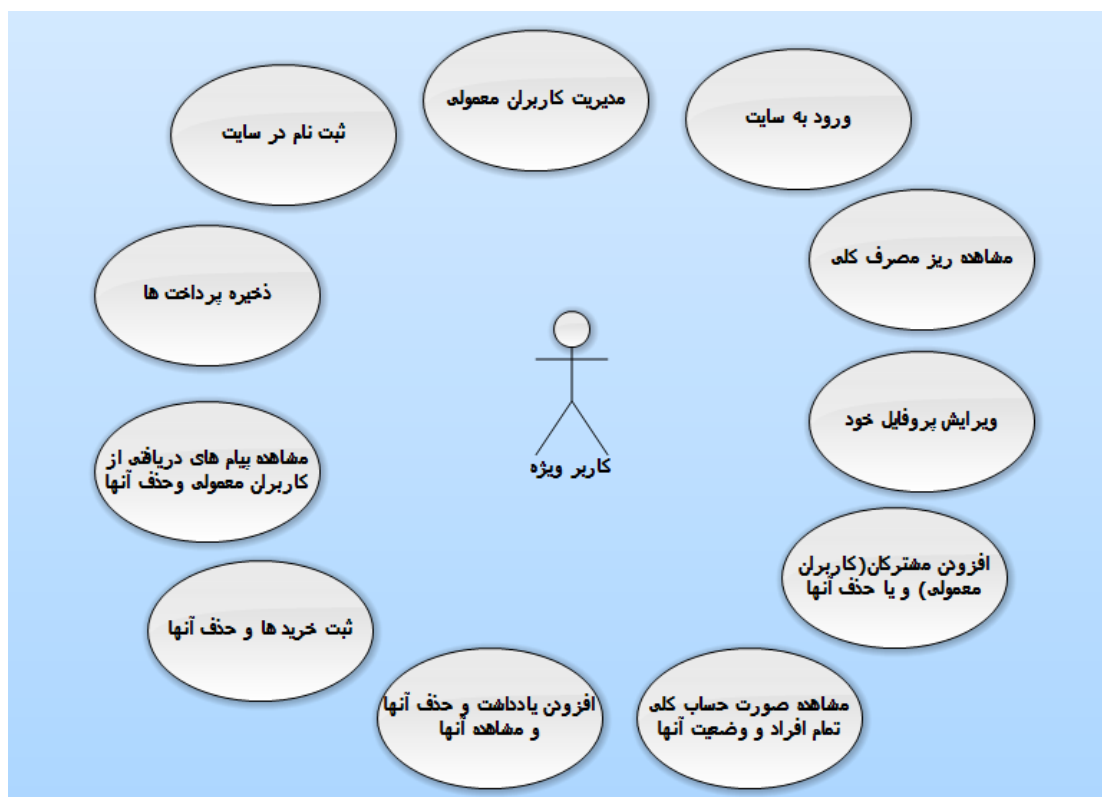 مدیریت کاربران معمولی
ورود به سایت
ثبت نام در سایت
مشاهده ریز مصرف کلی
ذخیره پرداخت ها
ویرایش پروفایل خود
مشاهده پیام های دریافتی از
کاربران معمولی وحذف آنها
کاربر ویژه
افزودن مشترکان(کاربران
معمولی) و یا حذف آنها
ثبت خرید ها و حذف آنها
مشاهده صورت حساب کلی
تمام افراد و وضعیت آنها
افزودن یادداشت و حذف آنها
و مشاهده آنها